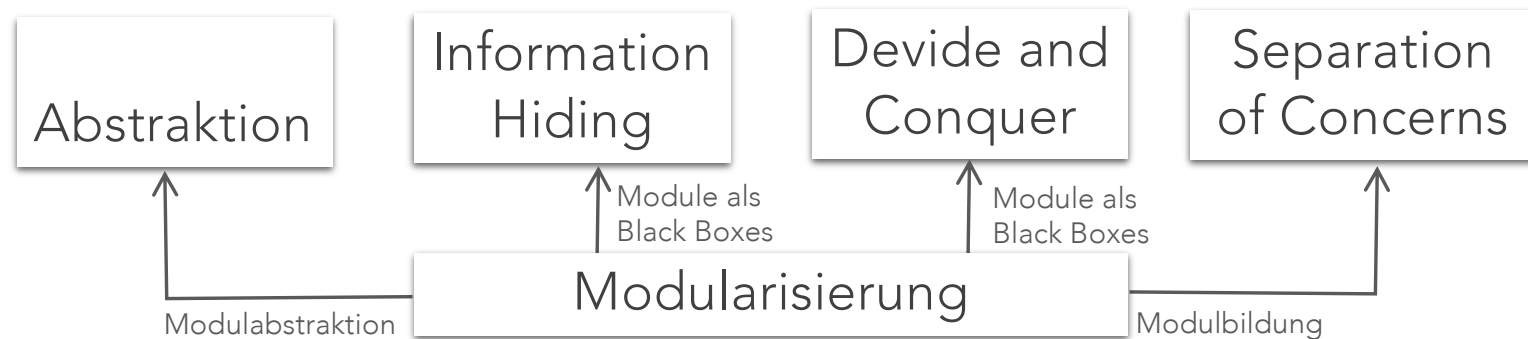 Abstraktion
Information
Hiding
Devide and
Conquer
Separation
of Concerns
Module als
Black Boxes
Module als
Black Boxes
Modularisierung
Modulabstraktion
Modulbildung